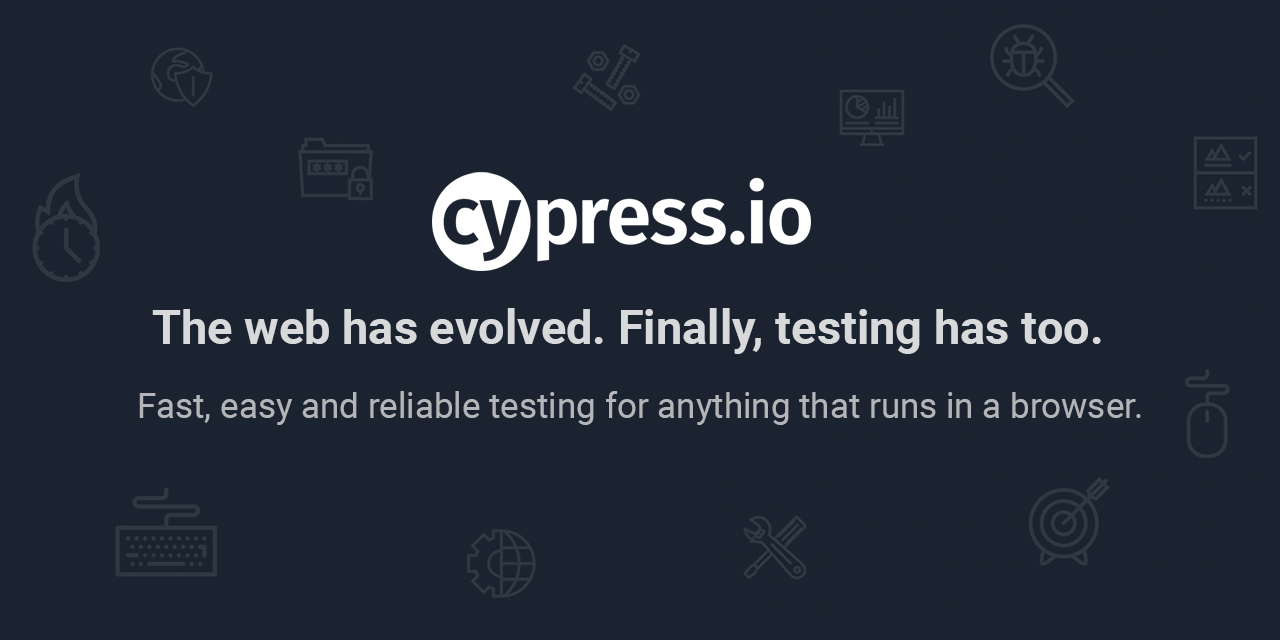 cypress.io
The web has evolved. Finally, testing has too.
Fast, easy and reliable testing for anything that runs in a browser.